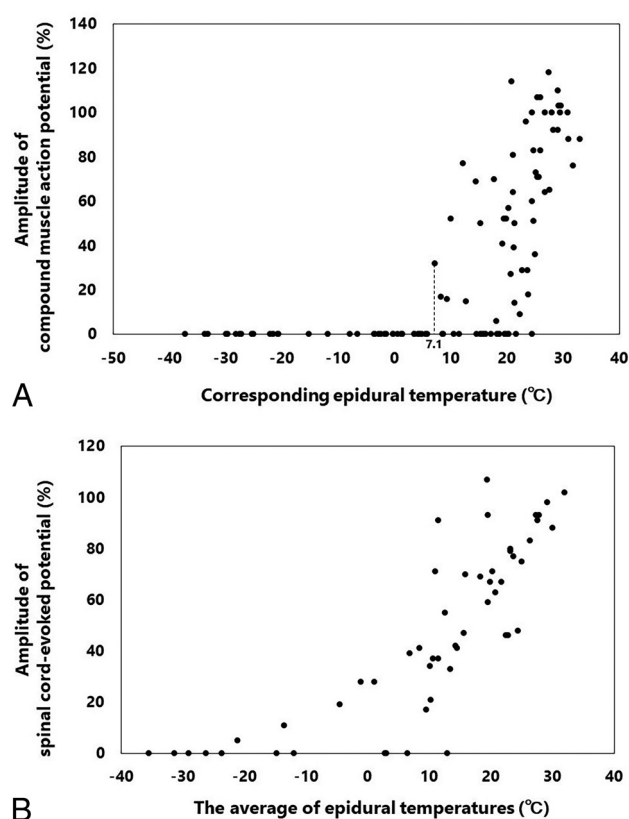 140
120
100
80
60
40
20
0
-50 -40 -30 -20 -10 0 10 20 30 40
7.1
Amplitude of
compound muscle action potential (%)
Corresponding epidural temperature (℃)
A
120
100
80
60
40
20
0
-40 -30 -20 -10 0 10 20 30 40
Amplitude of
spinal cord-evoked potential (%)
The average of epidural temperatures (℃)
B